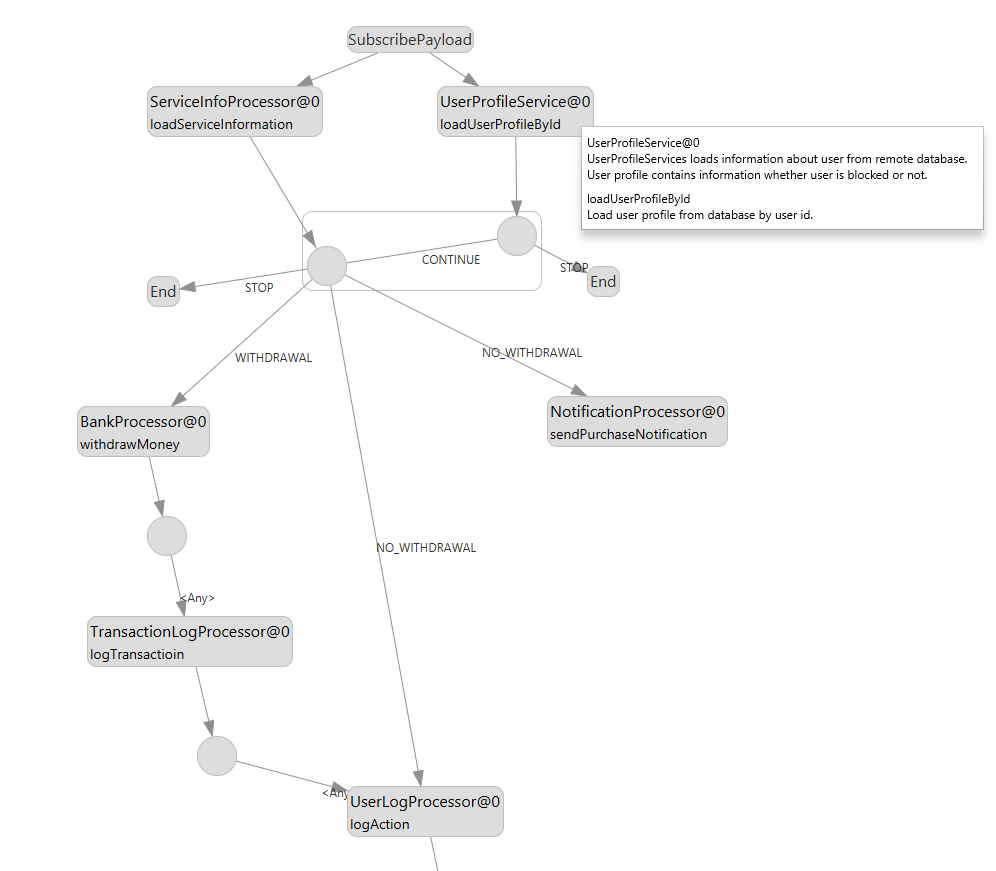 SubscribePayload
ServiceInfoProcessor@0
loadServiceInformation
UserProfileService@0
loadUserProfileById
UserProfileService@0
UserProfileServices loads information about user from remote database.
User profile contains information whether user is blocked or not.
loadUserProfileById
Load user profile from database by user id.
CONTINUE
STOP
End
STOP
End
WITHDRAWAL
NO_WITHDRAWAL
BankProcessor@0
withdrawMoney
NotificationProcessor@0
sendPurchaseNotification
NO_WITHDRAWAL
<Any>
TransactionLogProcessor@0
logTransactioin
<Any
UserLogProcessor@0
logAction